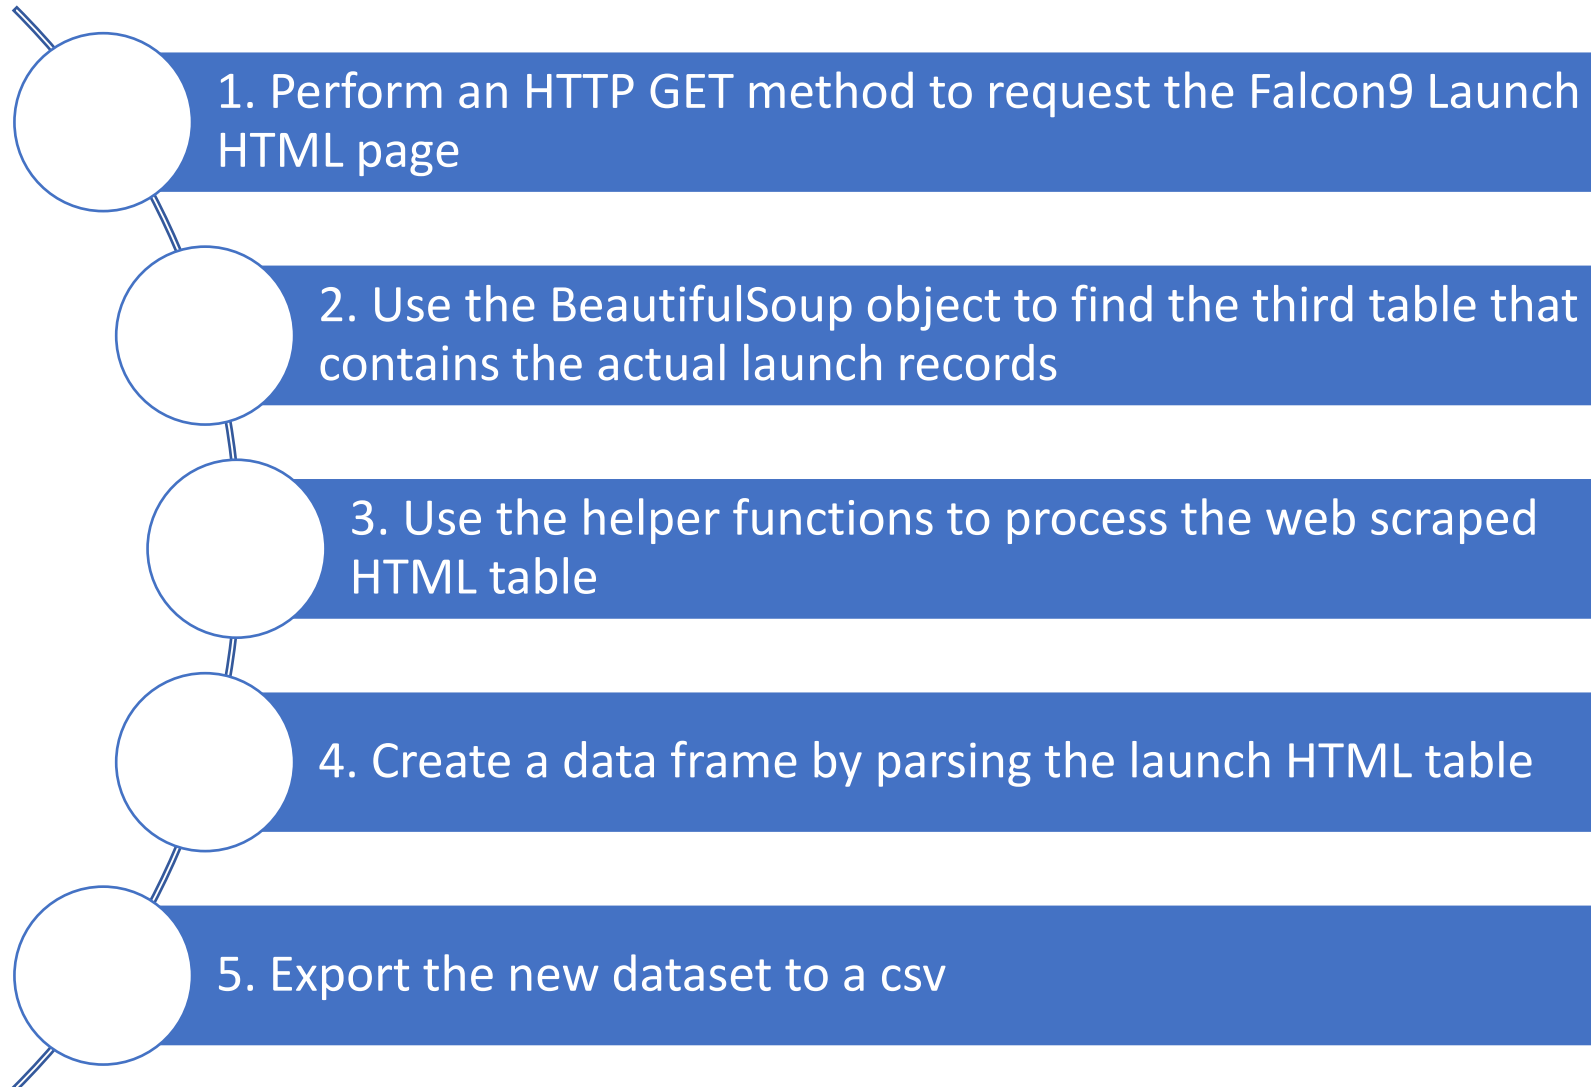 1. Perform an HTTP GET method to request the Falcon9 Launch
HTML page
2. Use the BeautifulSoup object to find the third table that
contains the actual launch records
3. Use the helper functions to process the web scraped
HTML table
4. Create a data frame by parsing the launch HTML table
5. Export the new dataset to a csv